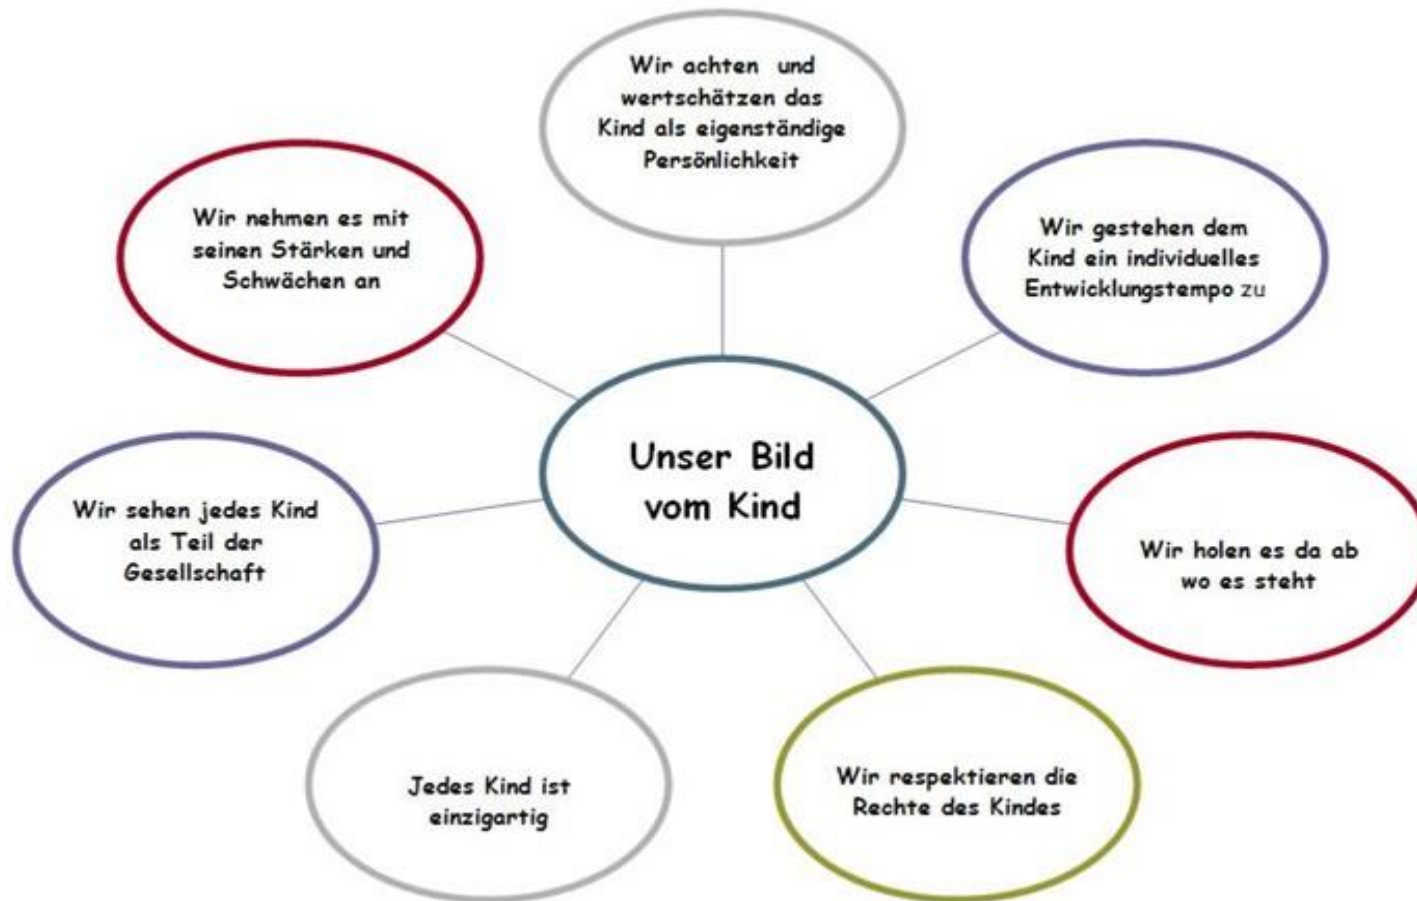 Wir achten und
wertschätzen das
Kind als eigenständige
Persönlichkeit
Wir nehmen es mit
seinen Stärken und
Schwächen an
Wir gestehen dem
Kind ein individuelles
Entwicklungstempo zu
Unser Bild
vom Kind
Wir sehen jedes Kind
als Teil der
Gesellschaft
Wir holen es da ab
wo es steht
Jedes Kind ist
einzigartig
Wir respektieren die
Rechte des Kindes